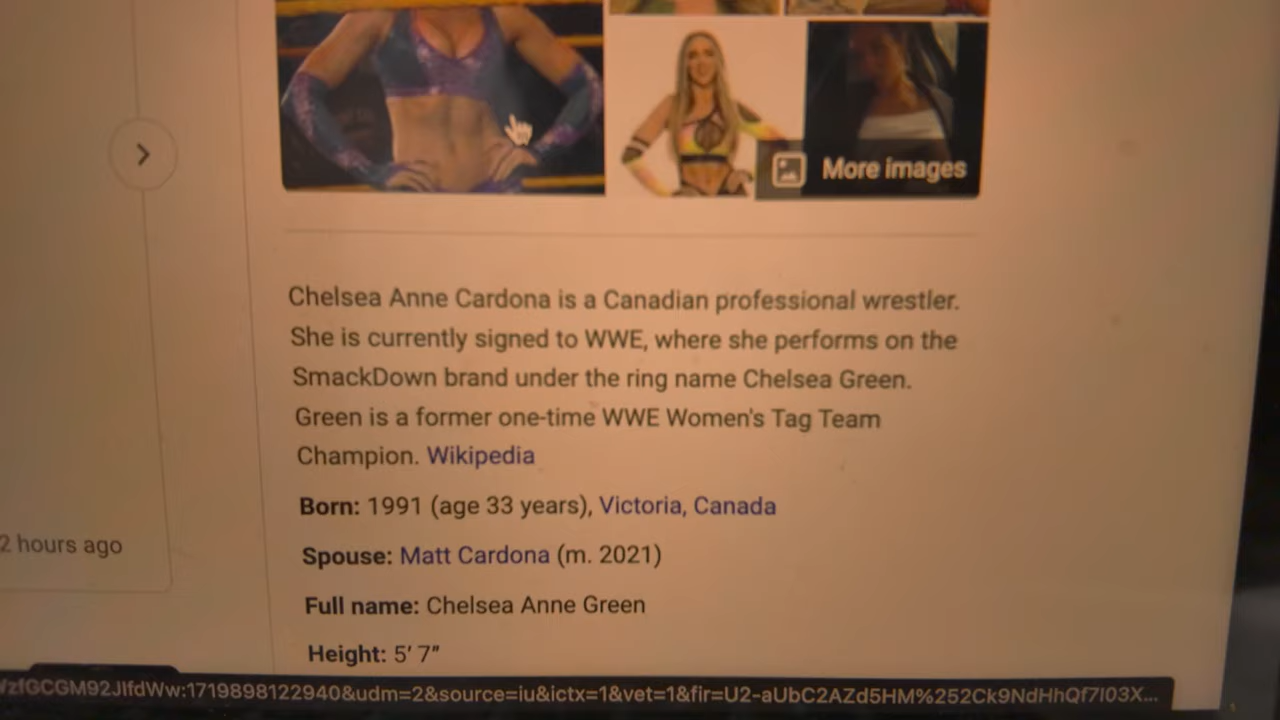 More images
Chelsea Anne Cardona is a Canadian professional wrestler.
She is currently signed to WWE, where she performs on the
SmackDown brand under the ring name Chelsea Green.
Green is a former one-time WWE Women's Tag Team
Champion. Wikipedia
Born: 1991 (age 33 years), Victoria, Canada
2 hours ago
Spouse: Matt Cardona (m. 2021)
Full name: Chelsea Anne Green
Height: 5' 7"